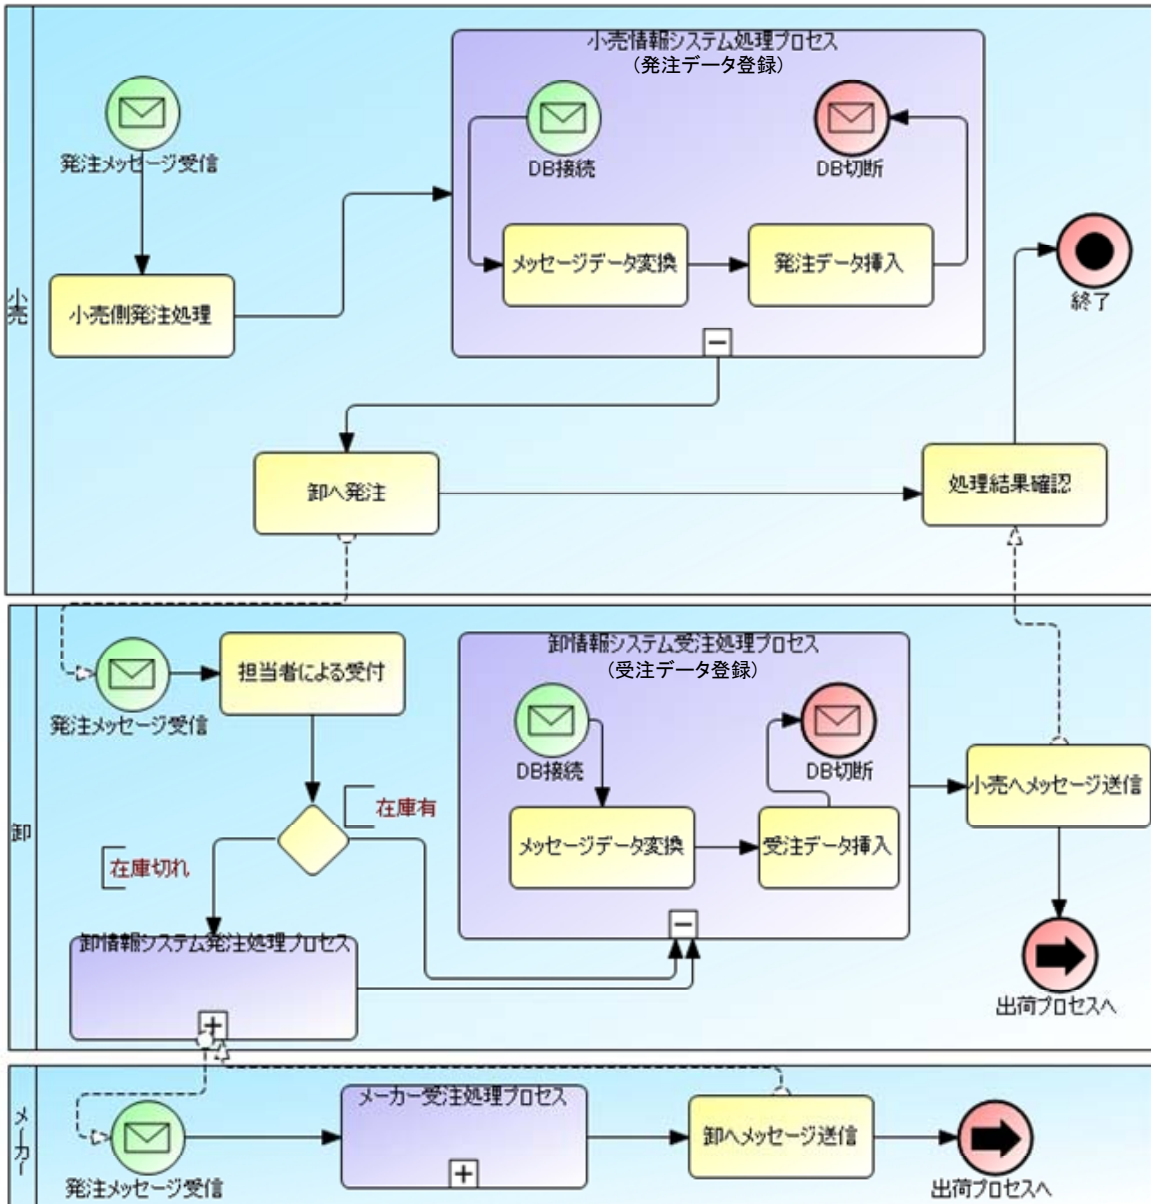 小売
小売情報システム処理プロセス
(発注データ登録)
発注メッセージ受信
DB接続
DB切断
小売側発注処理
メッセージデータ変換
発注データ挿入
終了
卸へ発注
処理結果確認
卸
発注メッセージ受信
担当者による受付
卸情報システム受注処理プロセス
(受注データ登録)
DB接続
DB切断
在庫有
在庫切れ
メッセージデータ変換
受注データ挿入
小売へメッセージ送信
卸情報システム発注処理プロセス
出荷プロセスへ
メーカー
発注メッセージ受信
メーカー受注処理プロセス
卸へメッセージ送信
出荷プロセスへ